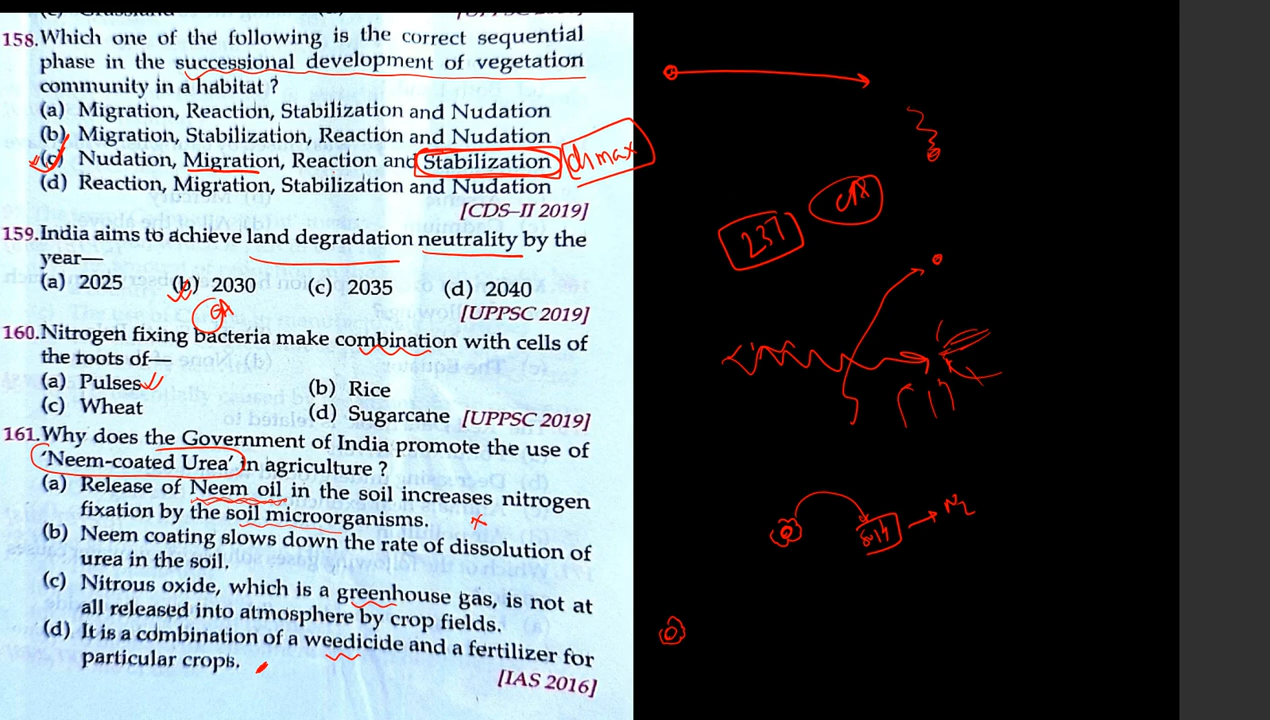 158. Which one of the following is the correct sequential
phase in the successional development of vegetation
community in a habitat ?
(a) Migration, Reaction, Stabilization and Nudation
(b) Migration, Stabilization, Reaction and Nudation
(c) Nudation, Migration, Reaction and Stabilization climax
(d) Reaction, Migration, Stabilization and Nudation
[CDS–II 2019]
159. India aims to achieve land degradation neutrality by the
year—
(a) 2025 (b) 2030 (c) 2035 (d) 2040
[UPPSC 2019]
160. Nitrogen fixing bacteria make combination with cells of
the roots of—
(a) Pulses (b) Rice
(c) Wheat (d) Sugarcane [UPPSC 2019]
161. Why does the Government of India promote the use of
'Neem-coated Urea' in agriculture ?
(a) Release of Neem oil in the soil increases nitrogen
fixation by the soil microorganisms.
(b) Neem coating slows down the rate of dissolution of
urea in the soil.
(c) Nitrous oxide, which is a greenhouse gas, is not at
all released into atmosphere by crop fields.
(d) It is a combination of a weedicide and a fertilizer for
particular crops.
[IAS 2016]
237
N2